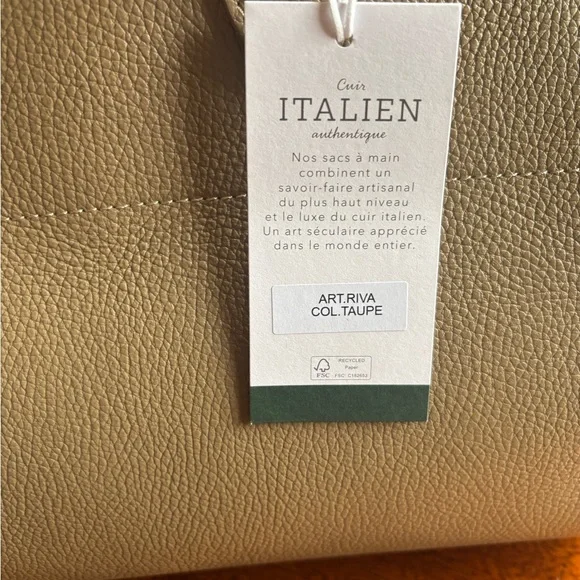 Cuir
ITALIEN
authentique
Nos sacs à main
combinent un
savoir-faire artisanal
du plus haut niveau
et le luxe du cuir italien.
Un art séculaire apprécié
dans le monde entier.
ART.RIVA
COL.TAUPE
RECYCLED
Paper
FSC